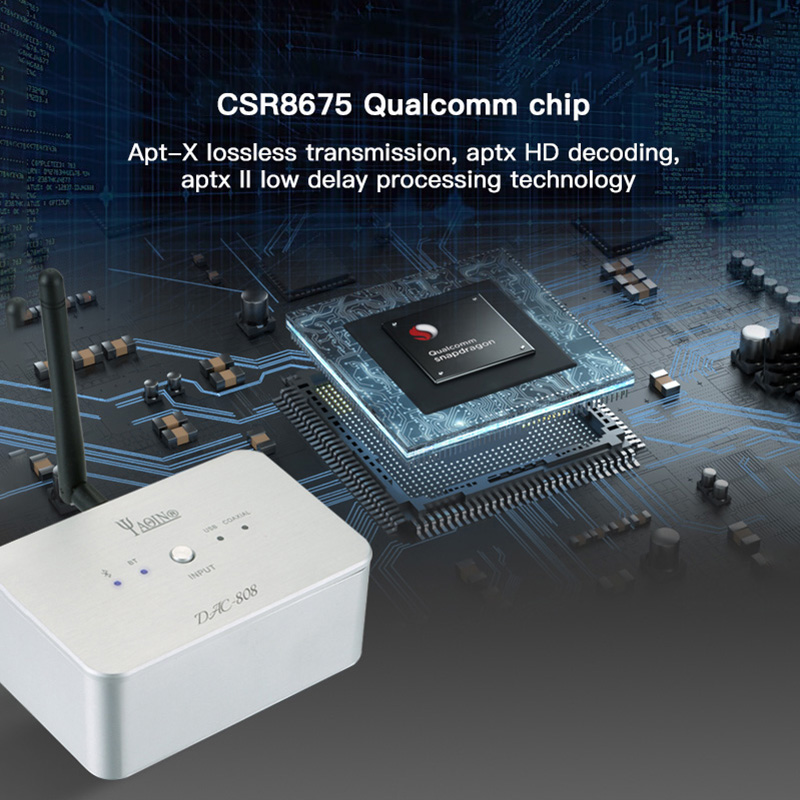 CSR8675 Qualcomm chip
Apt-X lossless transmission, aptx HD decoding,
aptx II low delay processing technology
Qualcomm
snapdragon
YAQIN®
USB COAXIAL
BT
INPUT
DAC-808